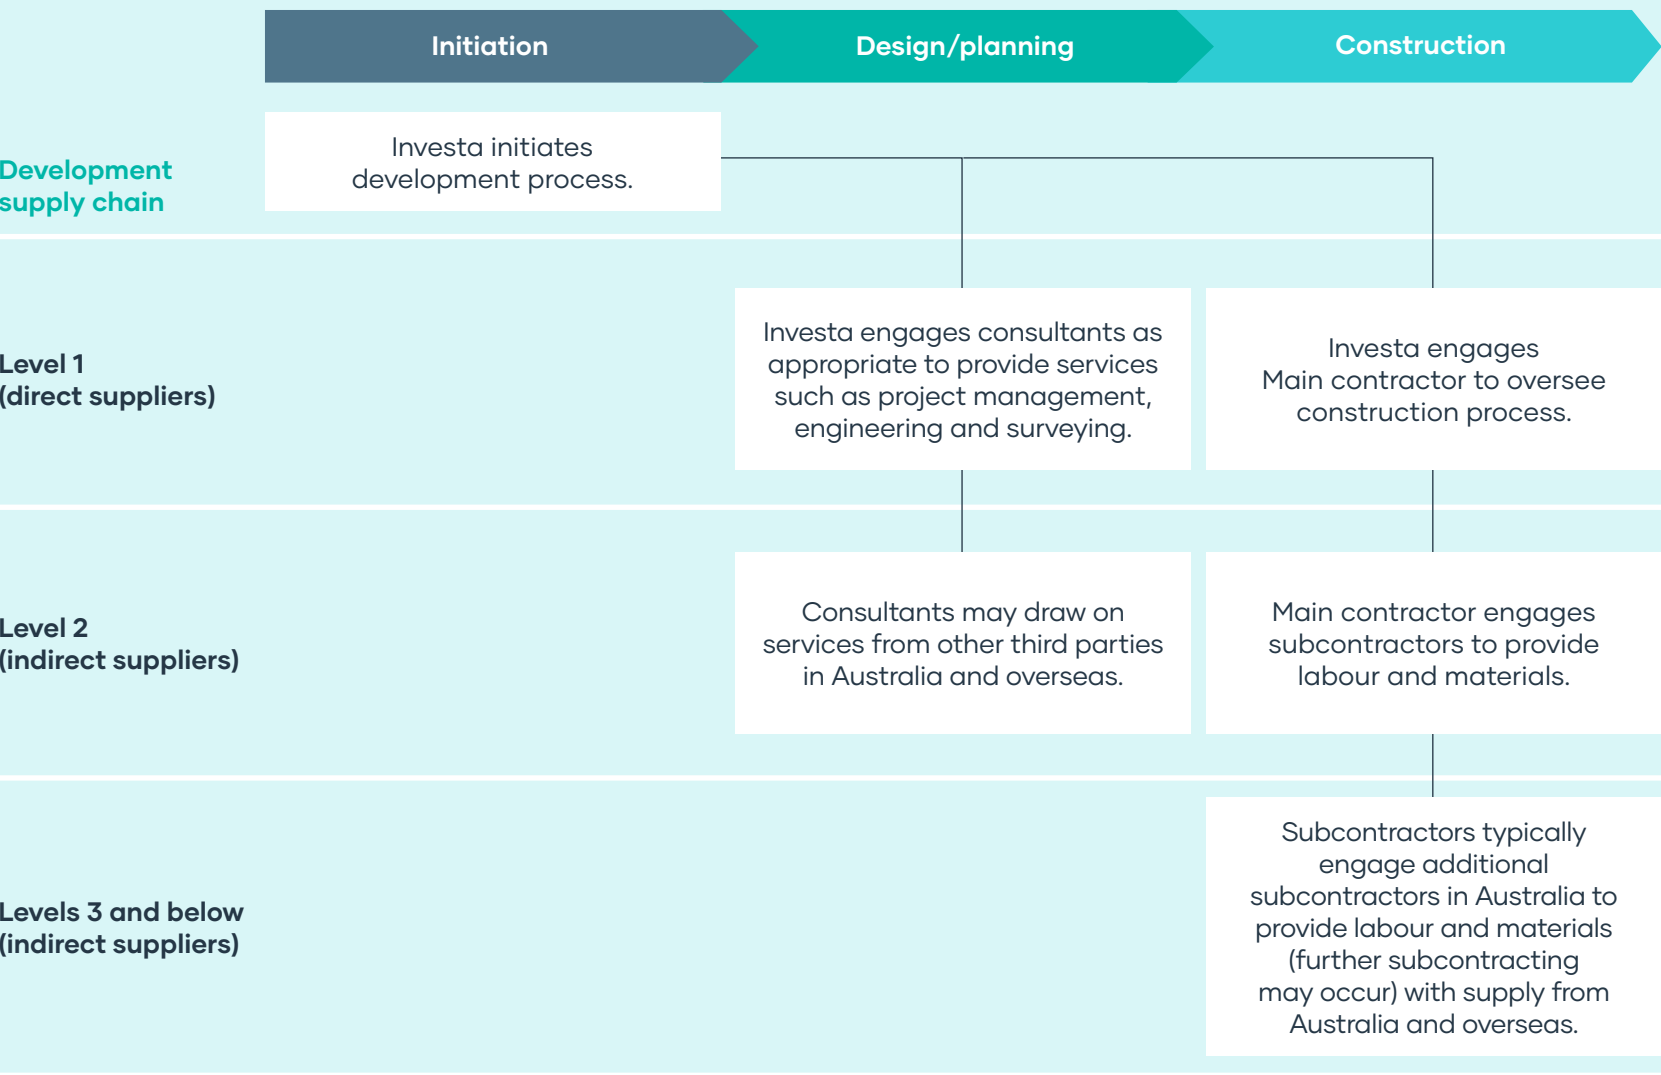 Initiation
Design/planning
Construction
Development
supply chain
Investa initiates
development process.
Level 1
(direct suppliers)
Investa engages consultants as
appropriate to provide services
such as project management,
engineering and surveying.
Investa engages
Main contractor to oversee
construction process.
Level 2
(indirect suppliers)
Consultants may draw on
services from other third parties
in Australia and overseas.
Main contractor engages
subcontractors to provide
labour and materials.
Levels 3 and below
(indirect suppliers)
Subcontractors typically
engage additional
subcontractors in Australia to
provide labour and materials
(further subcontracting
may occur) with supply from
Australia and overseas.